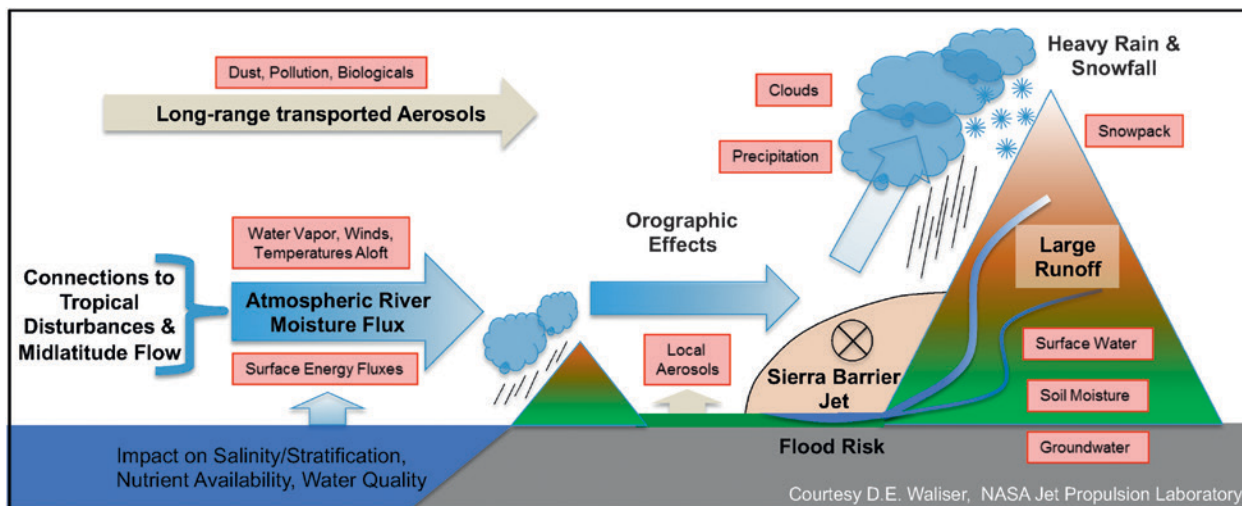 Dust, Pollution, Biologicals
Long-range transported Aerosols
Heavy Rain &
Snowfall
Clouds
Precipitation
Snowpack
Water Vapor, Winds,
Temperatures Aloft
Connections to
Tropical
Disturbances &
Midlatitude Flow
Atmospheric River
Moisture Flux
Surface Energy Fluxes
Orographic
Effects
Local
Aerosols
Sierra Barrier
Jet
Large
Runoff
Surface Water
Soil Moisture
Groundwater
Flood Risk
Impact on Salinity/Stratification,
Nutrient Availability, Water Quality
Courtesy D.E. Waliser, NASA Jet Propulsion Laboratory